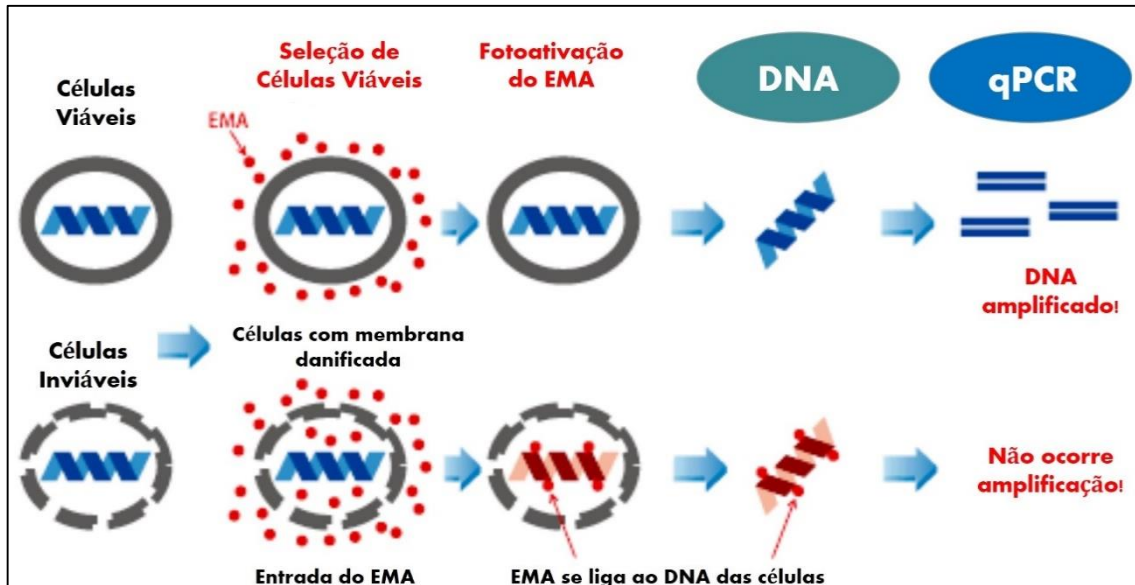 Células
Viáveis
Seleção de
Células Viáveis
Fotoativação
do EMA
DNA
qPCR
EMA
DNA
amplificado!
Células
Inviáveis
Células com membrana
danificada
Não ocorre
amplificação!
Entrada do EMA
EMA se liga ao DNA das células